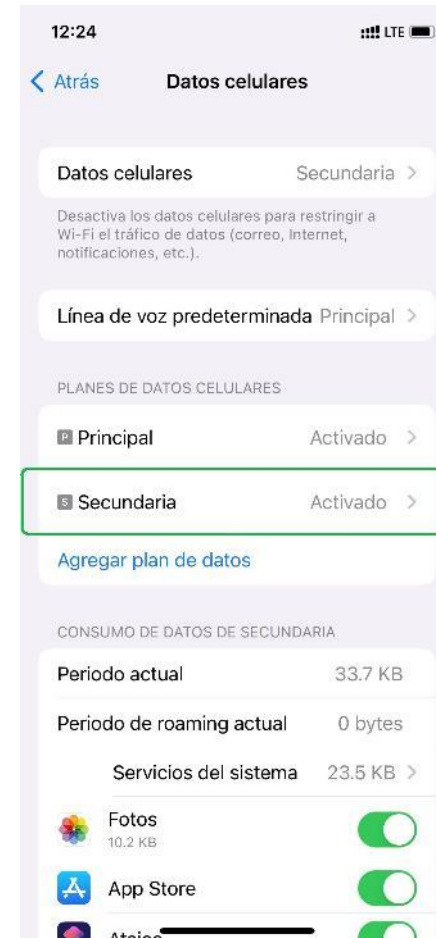 12:24 LTE
Atrás Datos celulares
Datos celulares Secundaria
Desactiva los datos celulares para restringir a
Wi-Fi el tráfico de datos (correo, Internet,
notificaciones, etc.).
Línea de voz predeterminada Principal
PLANES DE DATOS CELULARES
P Principal Activado
S Secundaria Activado
Agregar plan de datos
CONSUMO DE DATOS DE SECUNDARIA
Periodo actual 33.7 KB
Periodo de roaming actual 0 bytes
Servicios del sistema 23.5 KB
Fotos
10.2 KB
App Store